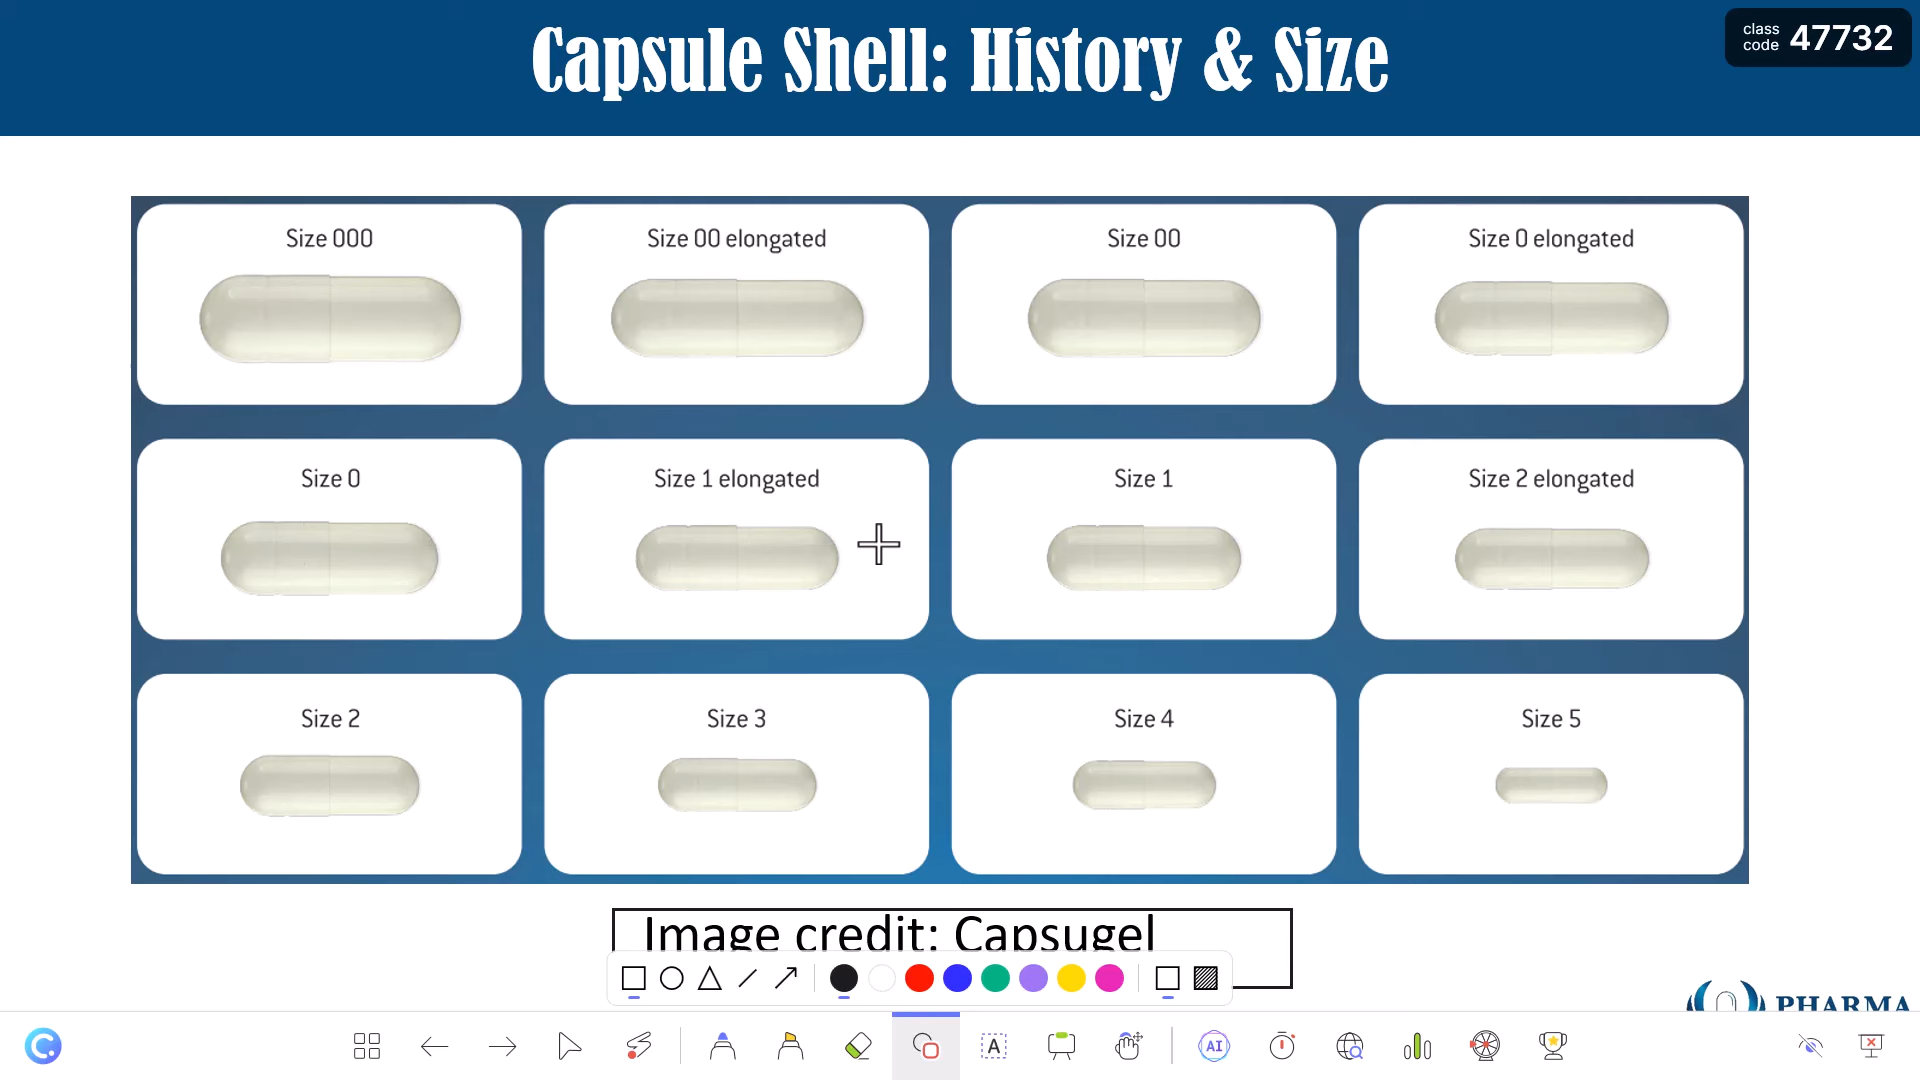 Capsule Shell: History & Size
class
code 47732
Size 000
Size 00 elongated
Size 00
Size 0 elongated
Size 0
Size 1 elongated
Size 1
Size 2 elongated
Size 2
Size 3
Size 4
Size 5
Image credit: Capsugel
PHARMA
A
AI